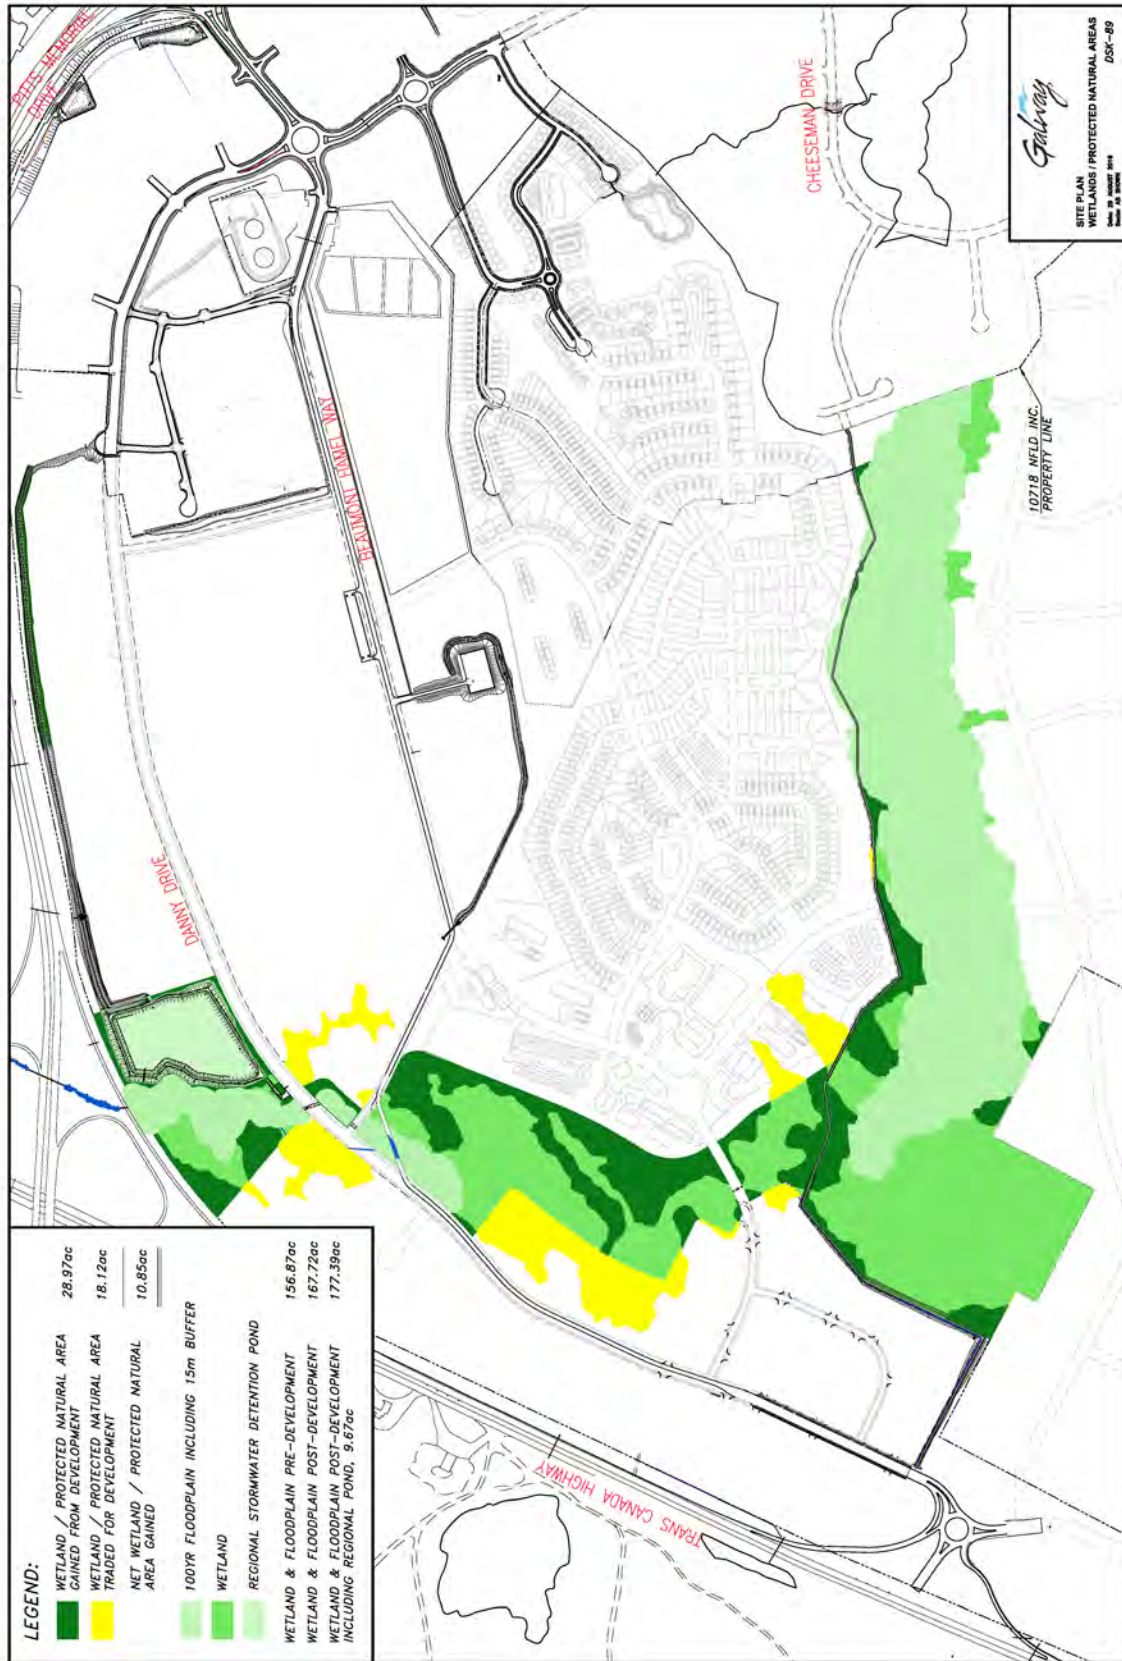 LEGEND:
WETLAND / PROTECTED NATURAL AREA
GAINED FROM DEVELOPMENT
28.97ac
WETLAND / PROTECTED NATURAL AREA
TRADED FOR DEVELOPMENT
18.12ac
NET WETLAND / PROTECTED NATURAL
AREA GAINED
10.85ac
100YR FLOODPLAIN INCLUDING 15m BUFFER
WETLAND
REGIONAL STORMWATER DETENTION POND
WETLAND & FLOODPLAIN PRE-DEVELOPMENT 156.87ac
WETLAND & FLOODPLAIN POST-DEVELOPMENT 167.72ac
WETLAND & FLOODPLAIN POST-DEVELOPMENT 177.39ac
INCLUDING REGIONAL POND, 9.67ac
PITTS MEMORIAL
DRIVE
DANNY DRIVE
BEAUMONT HAMEL WAY
CHEESEMAN DRIVE
TRANS CANADA HIGHWAY
10718 NFLD INC.
PROPERTY LINE
Galway
SITE PLAN
WETLANDS / PROTECTED NATURAL AREAS
DSK-89